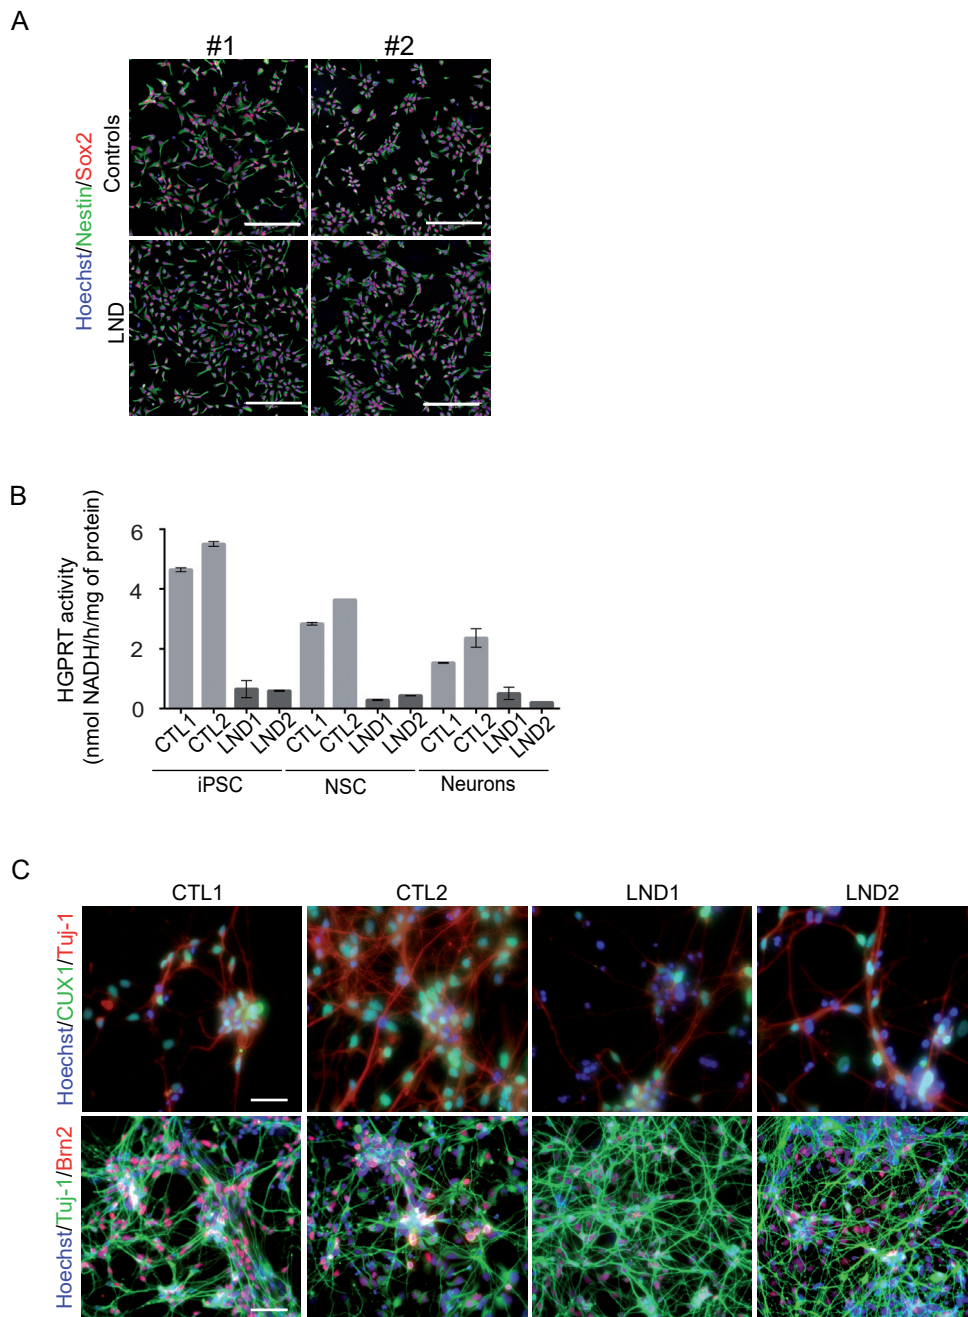 A
#1
#2
Hoechst/Nestin/Sox2
Controls
LND
B
HGPRT activity
(nmol NADH/h/mg of protein)
6
4
2
0
CTL1
CTL2
LND1
LND2
CTL1
CTL2
LND1
LND2
CTL1
CTL2
LND1
LND2
iPSC
NSC
Neurons
C
CTL1
CTL2
LND1
LND2
Hoechst/CUX1/Tuj-1
Hoechst/Tuj-1/Brn2